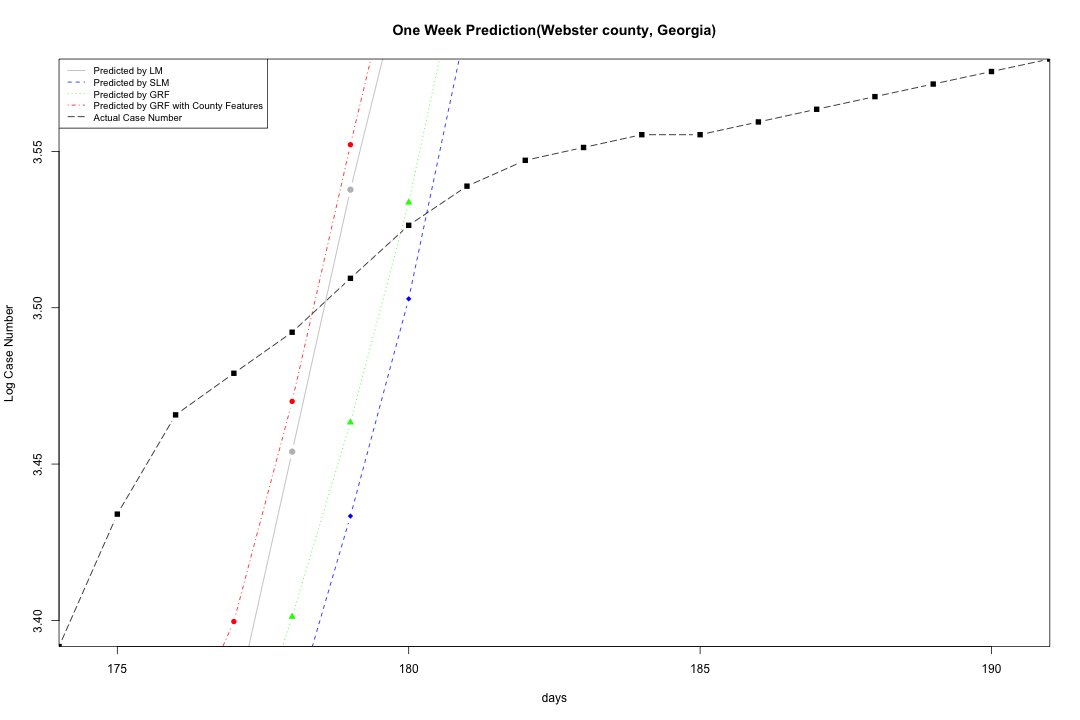 One Week Prediction(Webster county, Georgia)
Predicted by LM
Predicted by SLM
Predicted by GRF
Predicted by GRF with County Features
Actual Case Number
3.55
3.50
3.45
3.40
Log Case Number
175 180 185 190
days